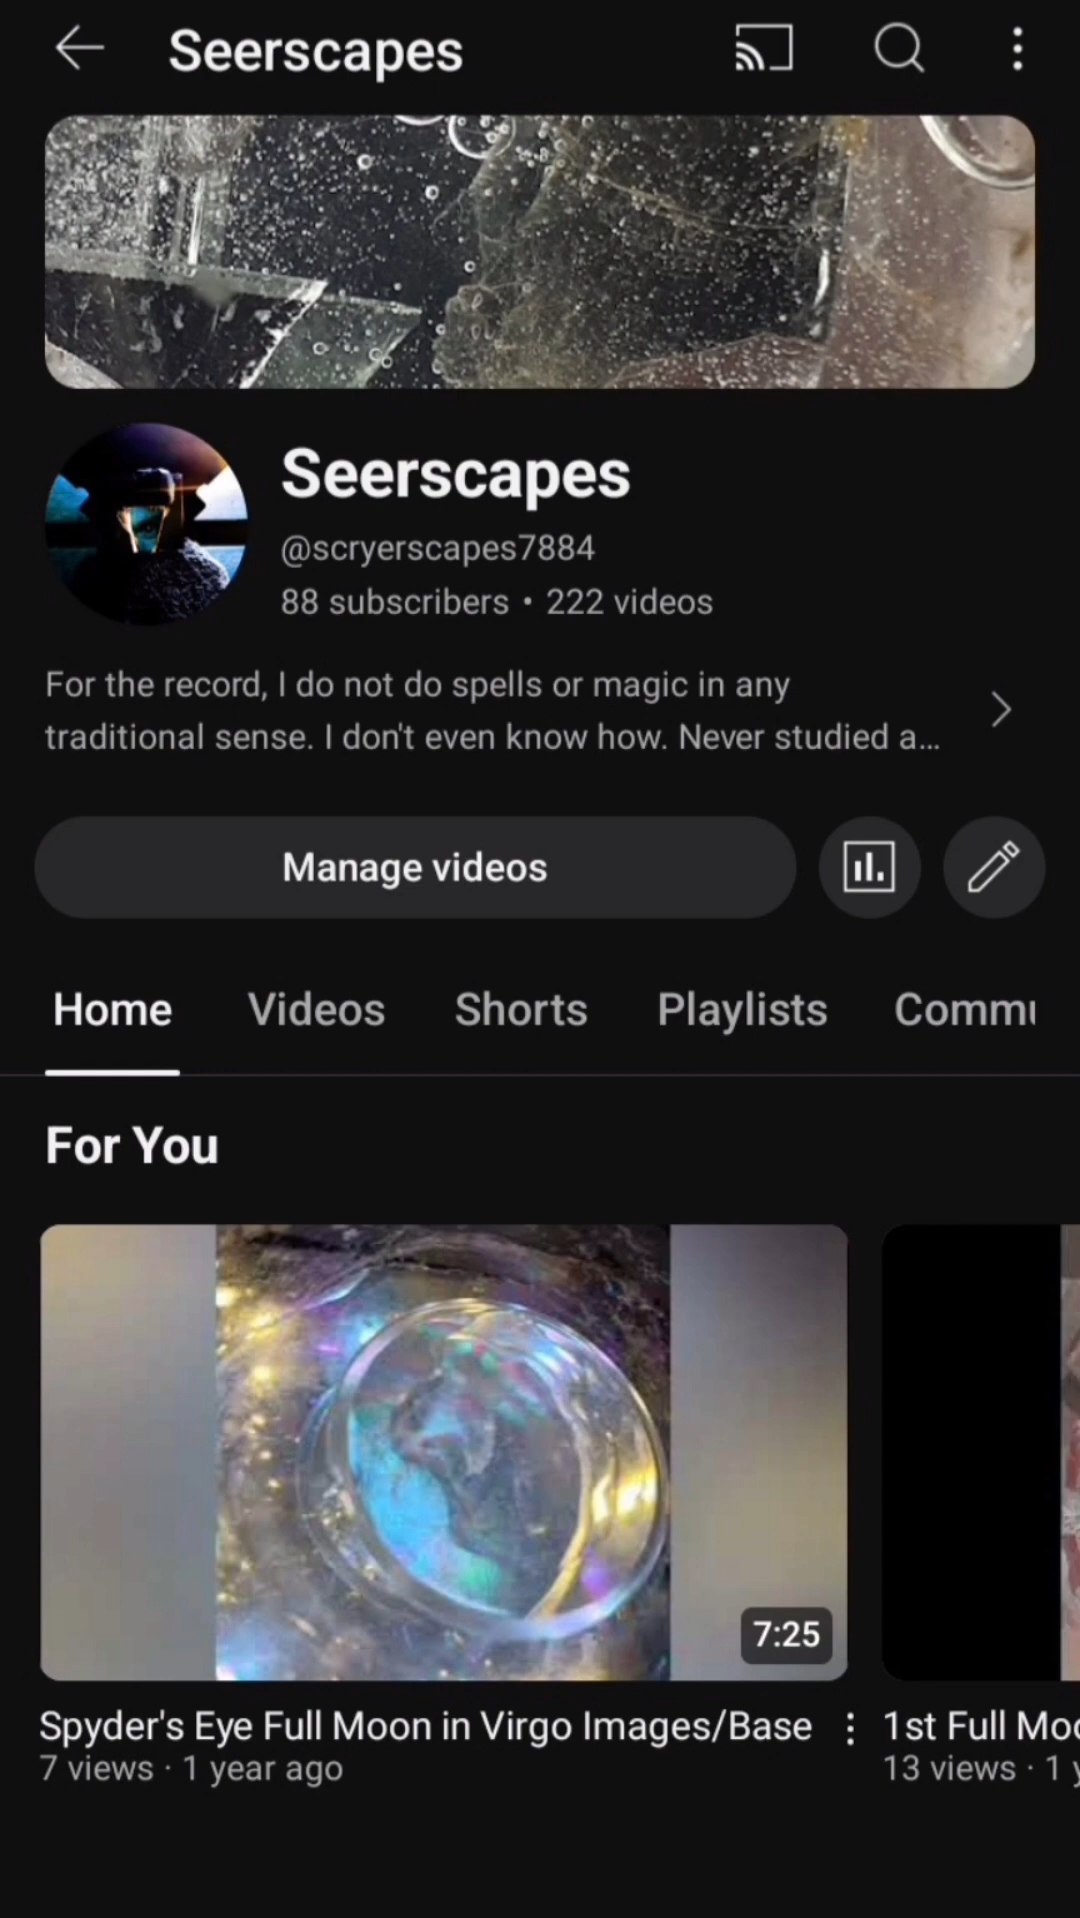 Seerscapes
Seerscapes
@scryerscapes7884
88 subscribers • 222 videos
For the record, I do not do spells or magic in any
traditional sense. I don't even know how. Never studied a...
Manage videos
Home Videos Shorts Playlists Commu
For You
7:25
Spyder's Eye Full Moon in Virgo Images/Base
7 views · 1 year ago
1st Full Moo
13 views · 1 y